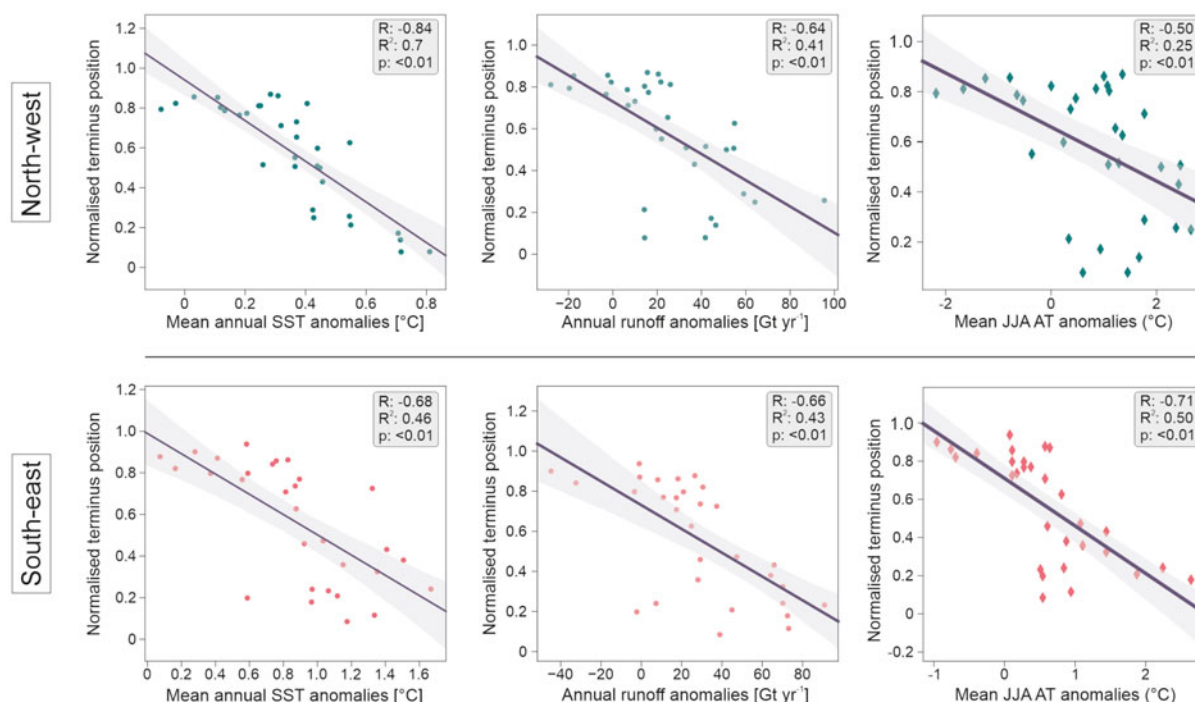 North-west
Normalised terminus position
1.2
1.0
0.8
0.6
0.4
0.2
0
R: -0.84
R²: 0.7
p: <0.01
0 0.2 0.4 0.6 0.8
Mean annual SST anomalies [°C]
Normalised terminus position
1.0
0.8
0.6
0.4
0.2
0
R: -0.64
R²: 0.41
p: <0.01
−20 0 20 40 60 80 100
Annual runoff anomalies [Gt yr⁻¹]
Normalised terminus position
1.0
0.8
0.6
0.4
0.2
R: -0.50
R²: 0.25
p: <0.01
-2 0 2
Mean JJA AT anomalies (°C)
South-east
Normalised terminus position
1.2
1.0
0.8
0.6
0.4
0.2
0
R: -0.68
R²: 0.46
p: <0.01
0 0.2 0.4 0.6 0.8 1.0 1.2 1.4 1.6
Mean annual SST anomalies [°C]
Normalised terminus position
1.2
1.0
0.8
0.6
0.4
0.2
0
R: -0.66
R²: 0.43
p: <0.01
−40 −20 0 20 40 60 80
Annual runoff anomalies [Gt yr⁻¹]
Normalised terminus position
1.0
0.8
0.6
0.4
0.2
0
-0.2
R: -0.71
R²: 0.50
p: <0.01
-1 0 1 2
Mean JJA AT anomalies (°C)